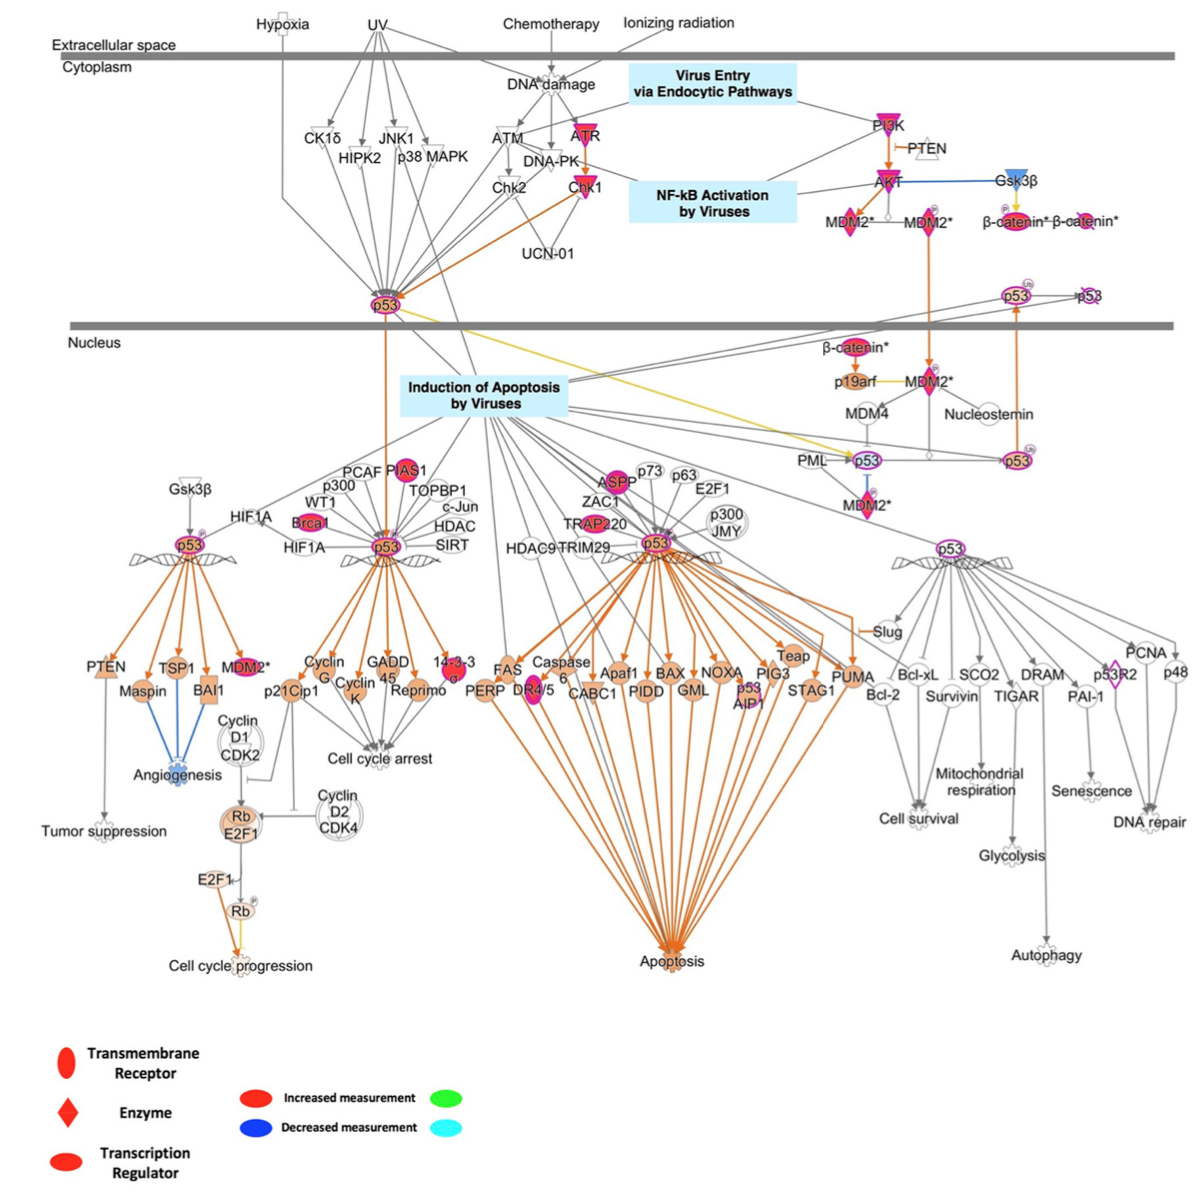 Hypoxia
UV
Chemotherapy
Ionizing radiation
Extracellular space
Cytoplasm
DNA damage
Virus Entry
via Endocytic Pathways
CK1δ
HIPK2
JNK1
p38 MAPK
ATM
DNA-PK
ATR
Chk2
Chk1
UCN-01
NF-kB Activation
by Viruses
PI3K
PTEN
AKT
Gsk3β
MDM2*
P
MDM2*
P
β-catenin*
β-catenin*
p53
Ub
p53
p53
Nucleus
Induction of Apoptosis
by Viruses
β-catenin*
p19arf
P
MDM2*
MDM4
Nucleostemin
PML
p53
Ub
p53
P
MDM2*
Gsk3β
HIF1A
P
p53
PCAF
PIAS1
p300
TOPBP1
WT1
c-Jun
Brca1
HDAC
HIF1A
SIRT
P
p53
ASPP
p73
p63
E2F1
ZAC1
TRAP220
p300
JMY
HDAC9
TRIM29
p53
p53
PTEN
Maspin
TSP1
BAI1
MDM2*
p21Cip1
Cyclin
G
Cyclin
K
GADD
45
Reprimo
14-3-3
σ
PERP
FAS
DR4/5
Caspase
6
CABC1
Apaf1
PIDD
BAX
GML
NOXA
p53
AIP1
PIG3
Teap
STAG1
PUMA
Slug
Bcl-2
Bcl-xL
Survivin
SCO2
TIGAR
DRAM
PAI-1
p53R2
PCNA
p48
Angiogenesis
Cyclin
D1
CDK2
Cell cycle arrest
Cyclin
D2
CDK4
Rb
E2F1
Tumor suppression
E2F1
P
Rb
Cell cycle progression
Apoptosis
Cell survival
Mitochondrial
respiration
Glycolysis
Senescence
DNA repair
Autophagy
Transmembrane
Receptor
Enzyme
Transcription
Regulator
Increased measurement
Decreased measurement